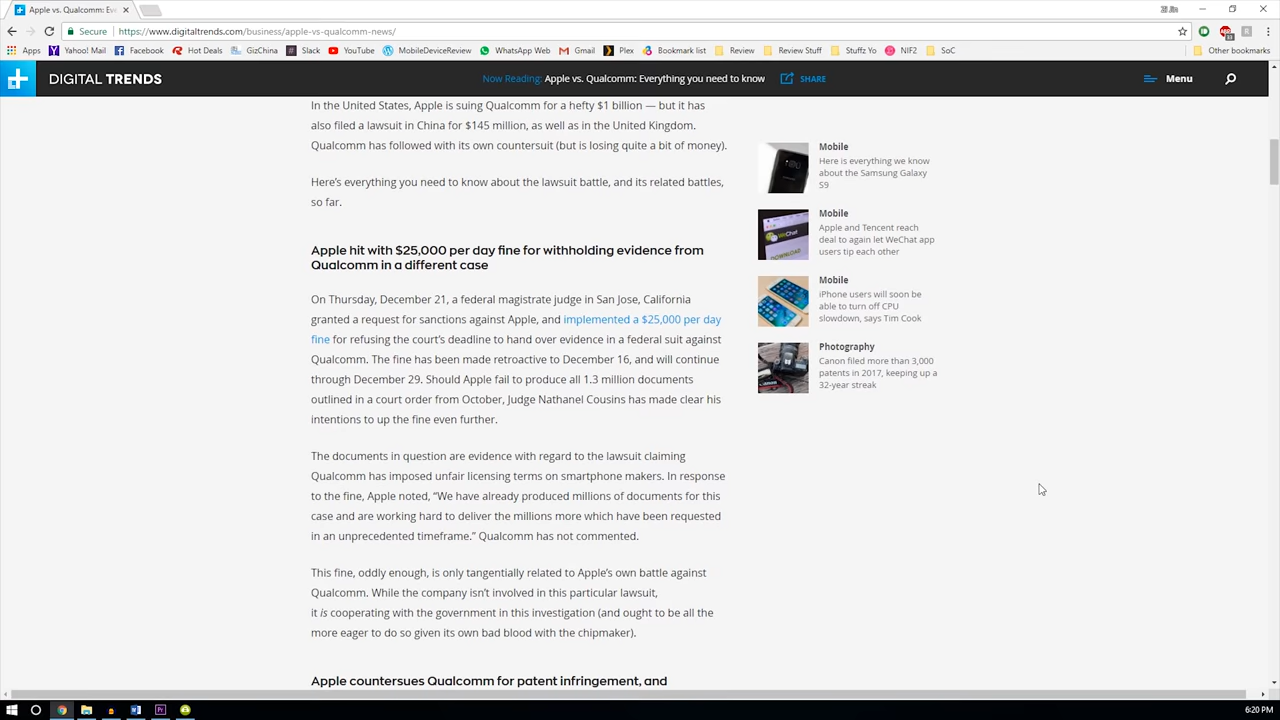 Apple vs. Qualcomm: Ev
Secure
https://www.digitaltrends.com/business/apple-vs-qualcomm-news/
Apps
Yahoo! Mail
Facebook
Hot Deals
GizChina
Slack
YouTube
MobileDeviceReview
WhatsApp Web
Gmail
Plex
Bookmark list
Review
Review Stuff
Stuffz Yo
NIF2
SoC
Other bookmarks
DIGITAL TRENDS
Now Reading: Apple vs. Qualcomm: Everything you need to know
SHARE
Menu
In the United States, Apple is suing Qualcomm for a hefty $1 billion — but it has
also filed a lawsuit in China for $145 million, as well as in the United Kingdom.
Qualcomm has followed with its own countersuit (but is losing quite a bit of money).
Here's everything you need to know about the lawsuit battle, and its related battles,
so far.
Apple hit with $25,000 per day fine for withholding evidence from
Qualcomm in a different case
On Thursday, December 21, a federal magistrate judge in San Jose, California
granted a request for sanctions against Apple, and implemented a $25,000 per day
fine for refusing the court's deadline to hand over evidence in a federal suit against
Qualcomm. The fine has been made retroactive to December 16, and will continue
through December 29. Should Apple fail to produce all 1.3 million documents
outlined in a court order from October, Judge Nathanel Cousins has made clear his
intentions to up the fine even further.
The documents in question are evidence with regard to the lawsuit claiming
Qualcomm has imposed unfair licensing terms on smartphone makers. In response
to the fine, Apple noted, “We have already produced millions of documents for this
case and are working hard to deliver the millions more which have been requested
in an unprecedented timeframe.” Qualcomm has not commented.
This fine, oddly enough, is only tangentially related to Apple's own battle against
Qualcomm. While the company isn't involved in this particular lawsuit,
it is cooperating with the government in this investigation (and ought to be all the
more eager to do so given its own bad blood with the chipmaker).
Apple countersues Qualcomm for patent infringement, and
Mobile
Here is everything we know
about the Samsung Galaxy
S9
Mobile
Apple and Tencent reach
deal to again let WeChat app
users tip each other
Mobile
iPhone users will soon be
able to turn off CPU
slowdown, says Tim Cook
Photography
Canon filed more than 3,000
patents in 2017, keeping up a
32-year streak
6:20 PM